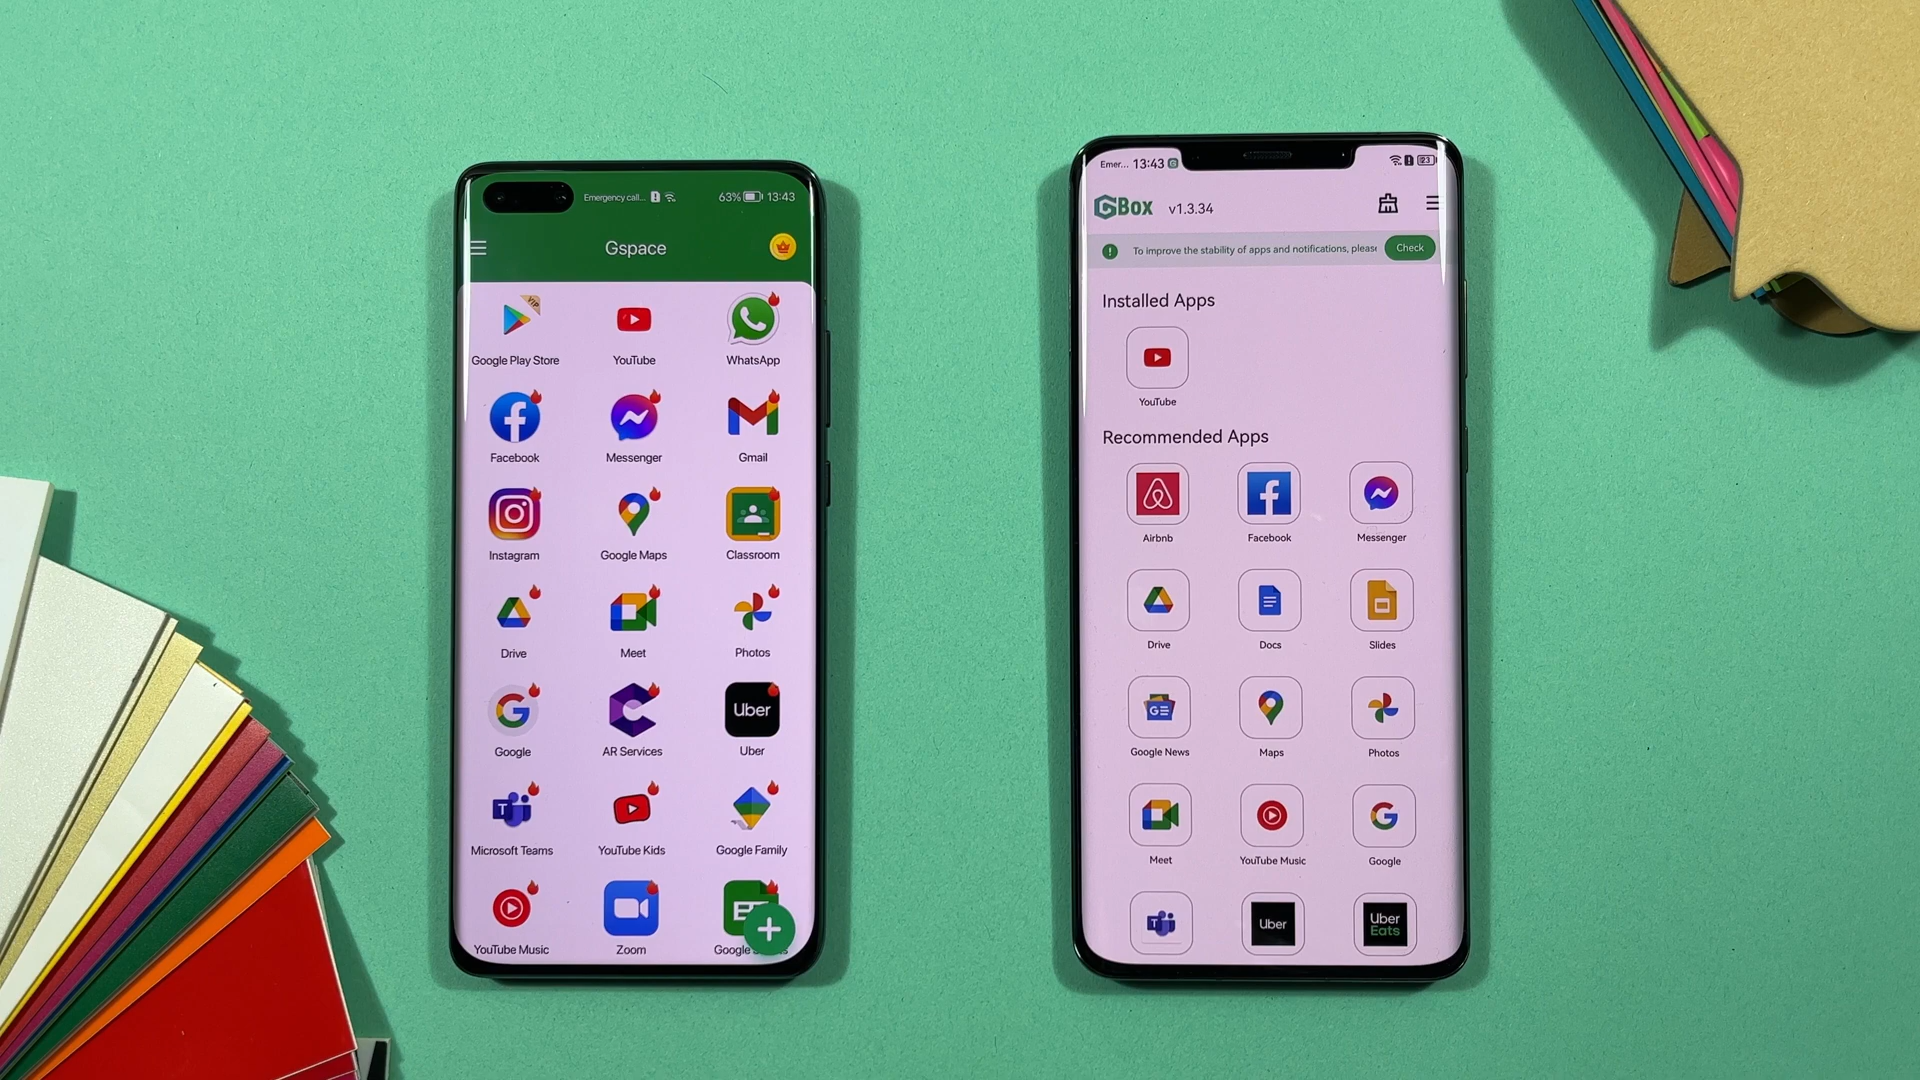 Emergency call...
63%
13:43
Gspace
VIP
Google Play Store
YouTube
WhatsApp
Facebook
Messenger
Gmail
Instagram
Google Maps
Classroom
Drive
Meet
Photos
Uber
Google
AR Services
Uber
Microsoft Teams
YouTube Kids
Google Family
YouTube Music
Zoom
Google
Emer... 13:43
23
GBox v1.3.34
To improve the stability of apps and notifications, please
Check
Installed Apps
YouTube
Recommended Apps
Airbnb
Facebook
Messenger
Drive
Docs
Slides
Google News
Maps
Photos
Meet
YouTube Music
Google
Uber
Uber
Eats